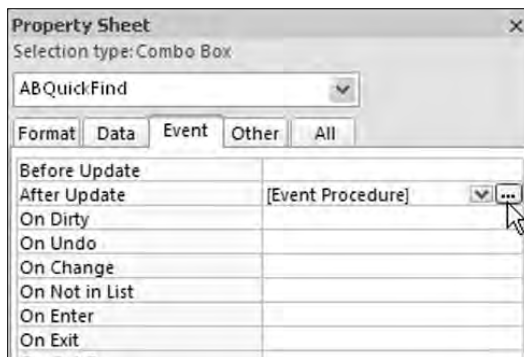 Property Sheet
Selection type: Combo Box
ABQuickFind
Format Data Event Other All
Before Update
After Update [Event Procedure] ...
On Dirty
On Undo
On Change
On Not in List
On Enter
On Exit